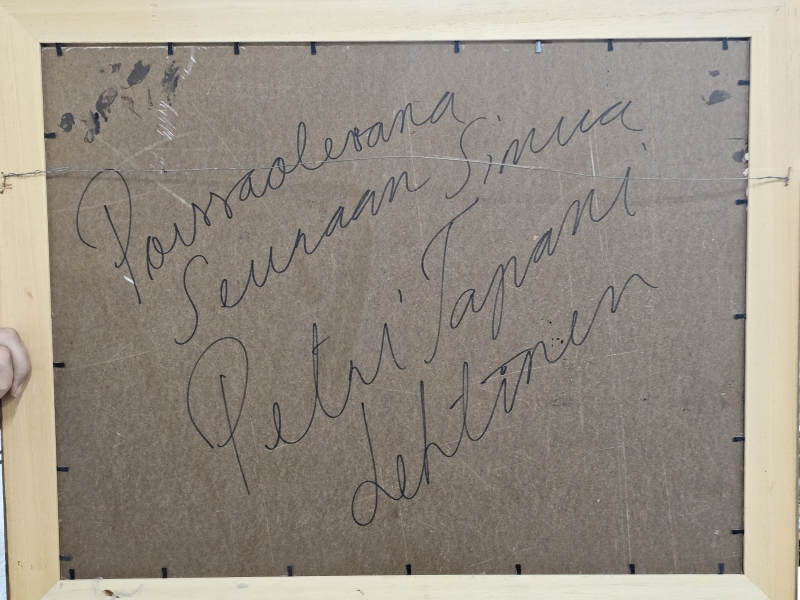 Poissaolevana
Seuraan Sinua
Petri Tapani
Lehtinen